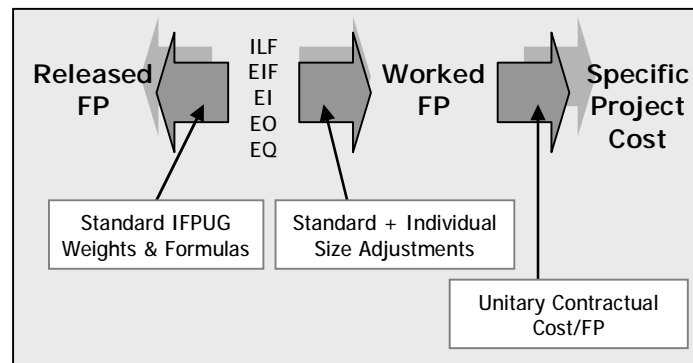 Released
FP
ILF
EIF
EI
EO
EQ
Worked
FP
Specific
Project
Cost
Standard IFPUG
Weights & Formulas
Standard + Individual
Size Adjustments
Unitary Contractual
Cost/FP